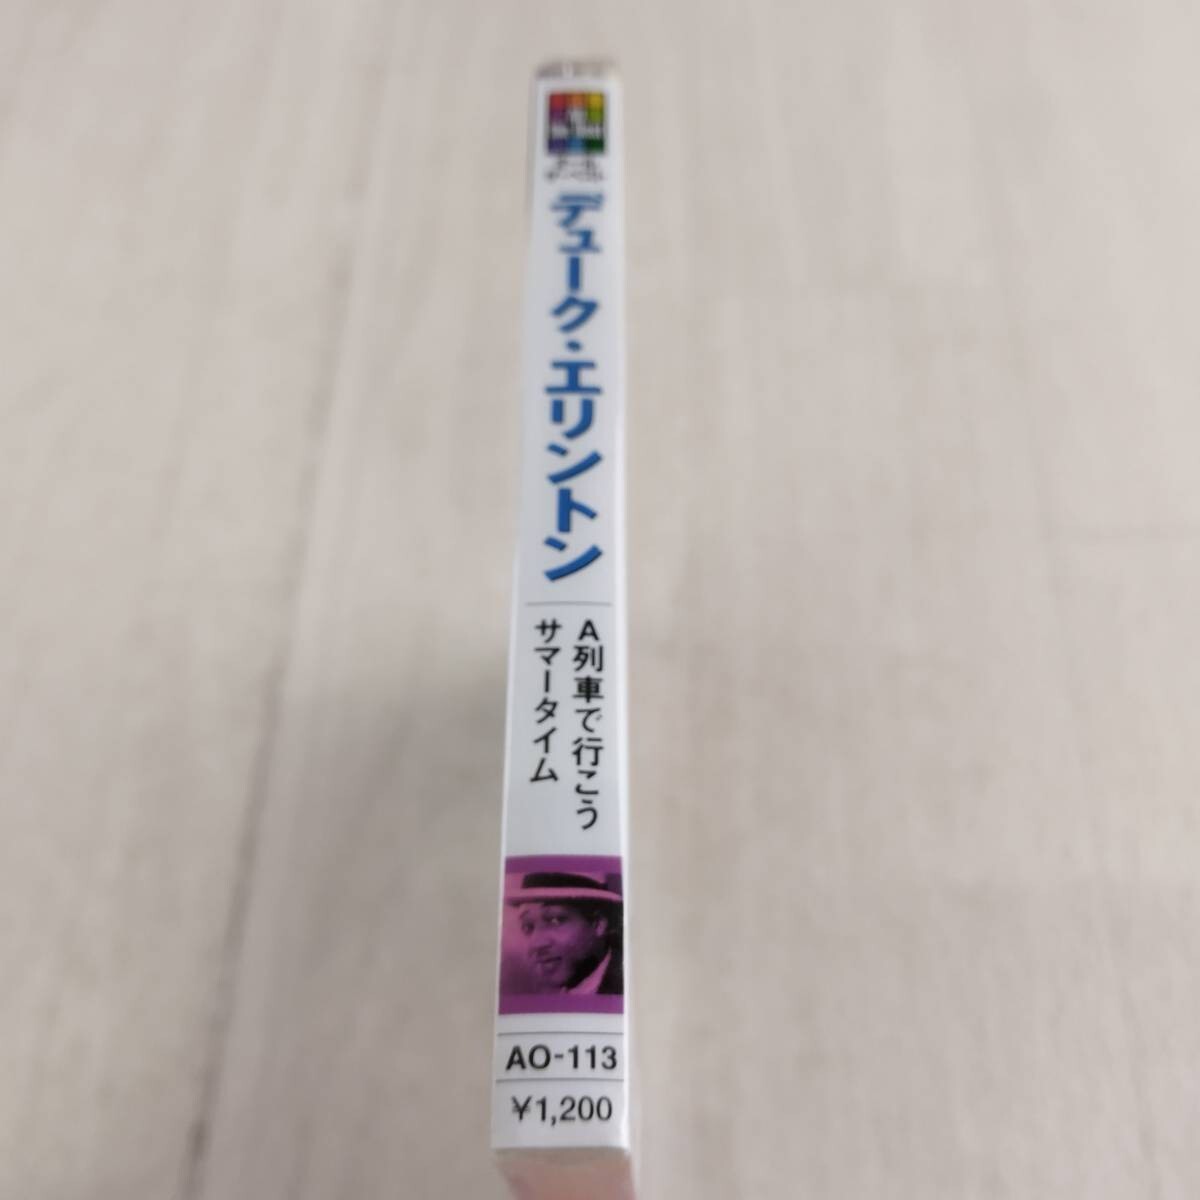 デューク・エリントン
A列車で行こう
サマータイム
AO-113
¥1,200